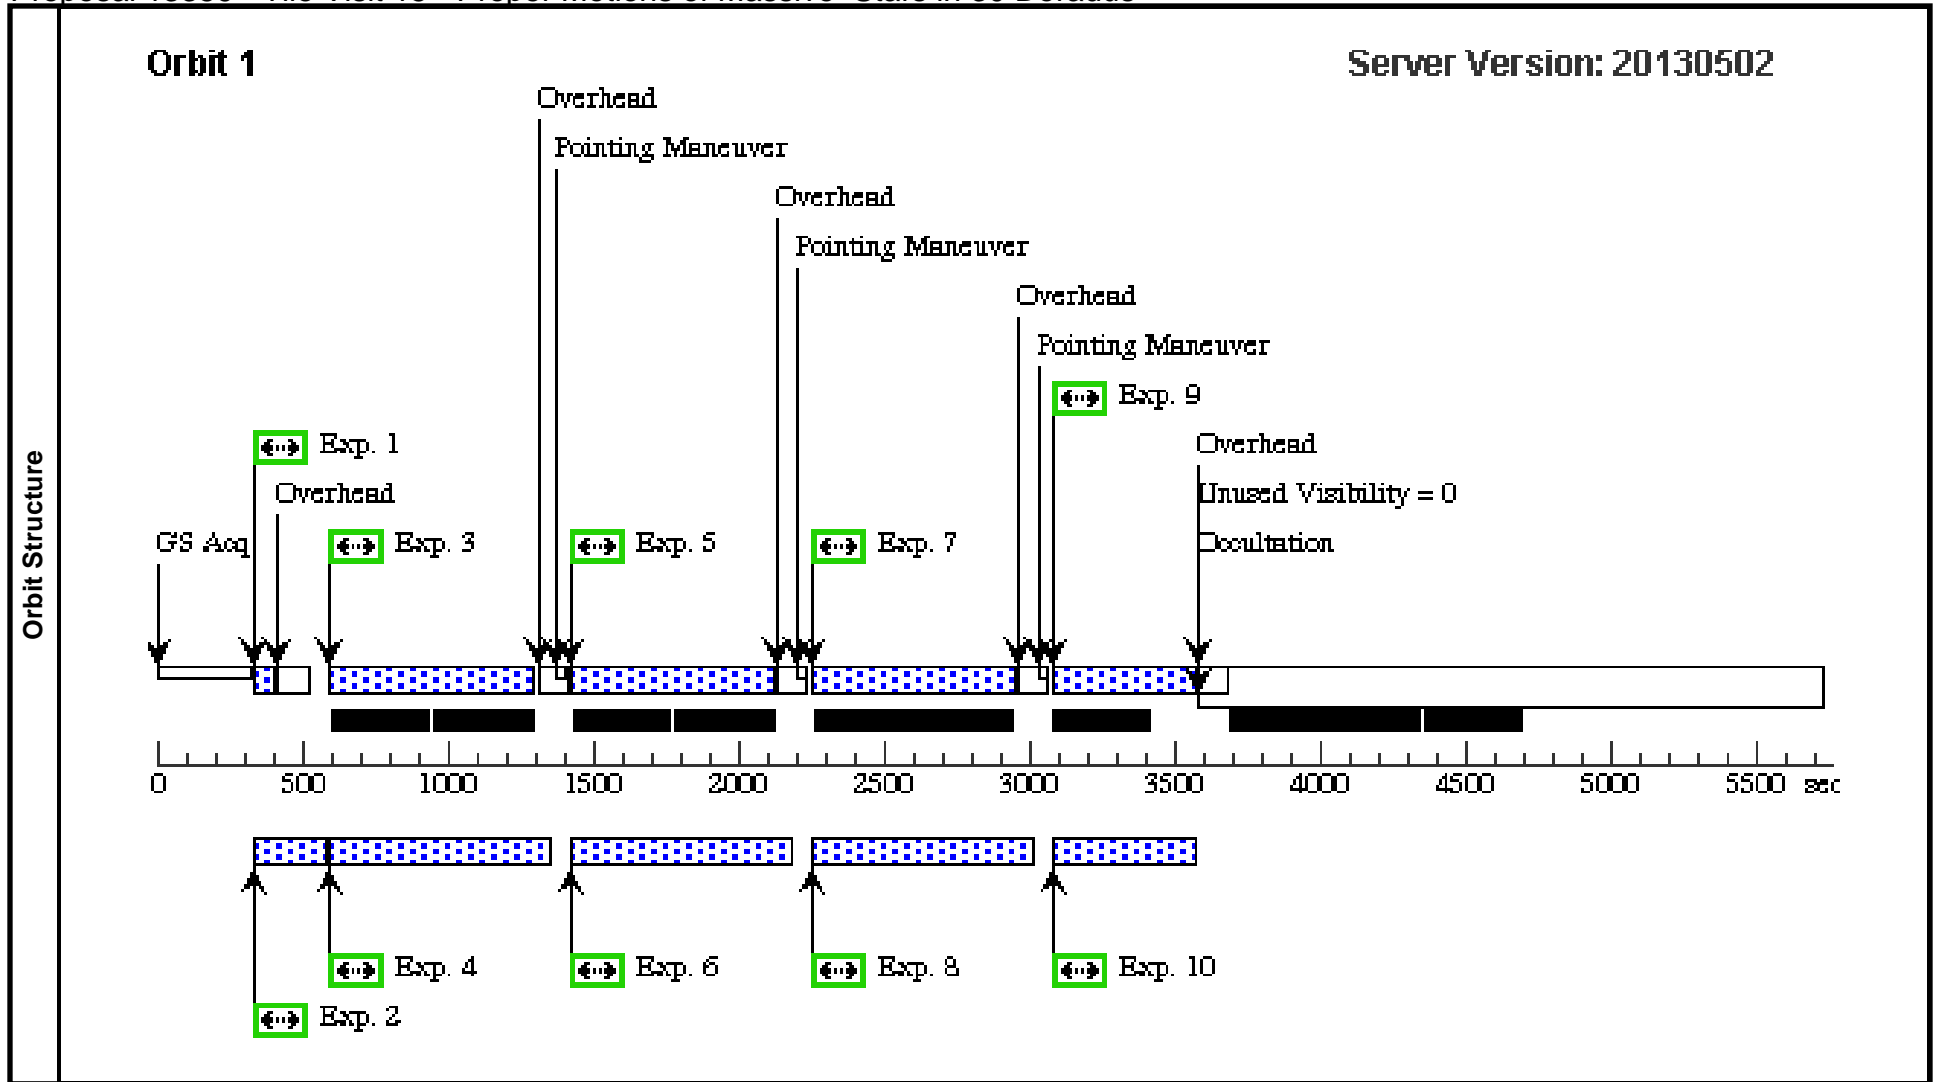 Orbit 1
Server Version: 20130502
Overhead
Pointing Maneuver
Overhead
Pointing Maneuver
Overhead
Pointing Maneuver
Exp. 9
Exp. 1
Overhead
Overhead
Unused Visibility = 0
GS Acq
Exp. 3
Exp. 5
Exp. 7
Occultation
Orbit Structure
0 500 1000 1500 2000 2500 3000 3500 4000 4500 5000 5500 sec
Exp. 4
Exp. 6
Exp. 8
Exp. 10
Exp. 2